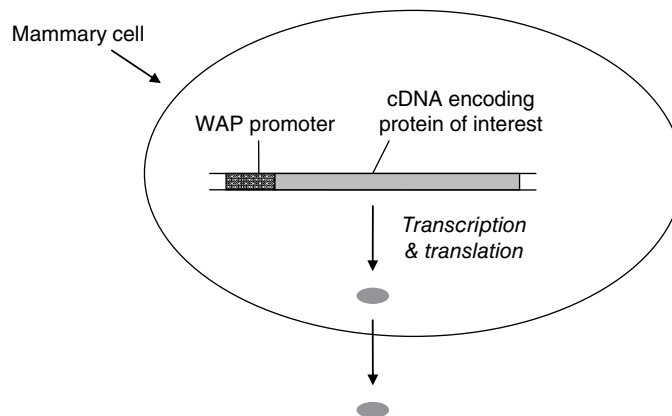 Mammary cell
WAP promoter
cDNA encoding
protein of interest
Transcription
& translation